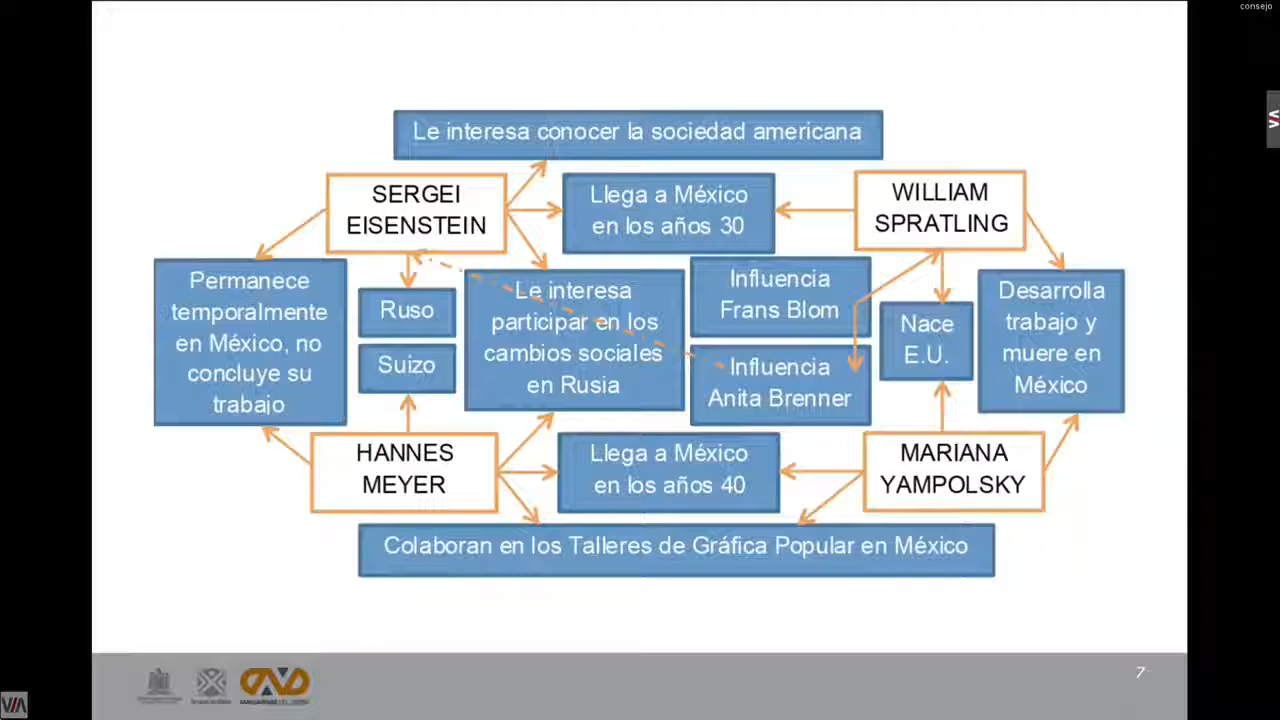 consejo
Le interesa conocer la sociedad americana
SERGEI
EISENSTEIN
Llega a México
en los años 30
WILLIAM
SPRATLING
Permanece
temporalmente
en México, no
concluye su
trabajo
Ruso
Suizo
Le interesa
participar en los
cambios sociales
en Rusia
Influencia
Frans Blom
Influencia
Anita Brenner
Nace
E.U.
Desarrolla
trabajo y
muere en
México
HANNES
MEYER
Llega a México
en los años 40
MARIANA
YAMPOLSKY
Colaboran en los Talleres de Gráfica Popular en México
7
VIA